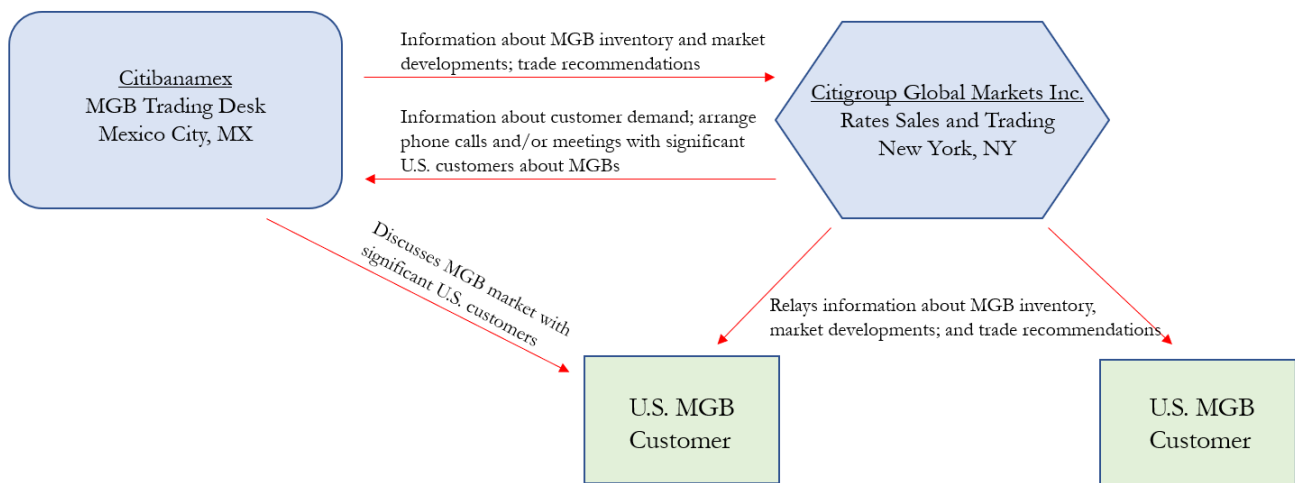 Citibanamex
MGB Trading Desk
Mexico City, MX
Information about MGB inventory and market
developments; trade recommendations
Information about customer demand; arrange
phone calls and/or meetings with significant
U.S. customers about MGBs
Citigroup Global Markets Inc.
Rates Sales and Trading
New York, NY
Discusses MGB market with
significant U.S. customers
Relays information about MGB inventory,
market developments; and trade recommendations
U.S. MGB
Customer
U.S. MGB
Customer